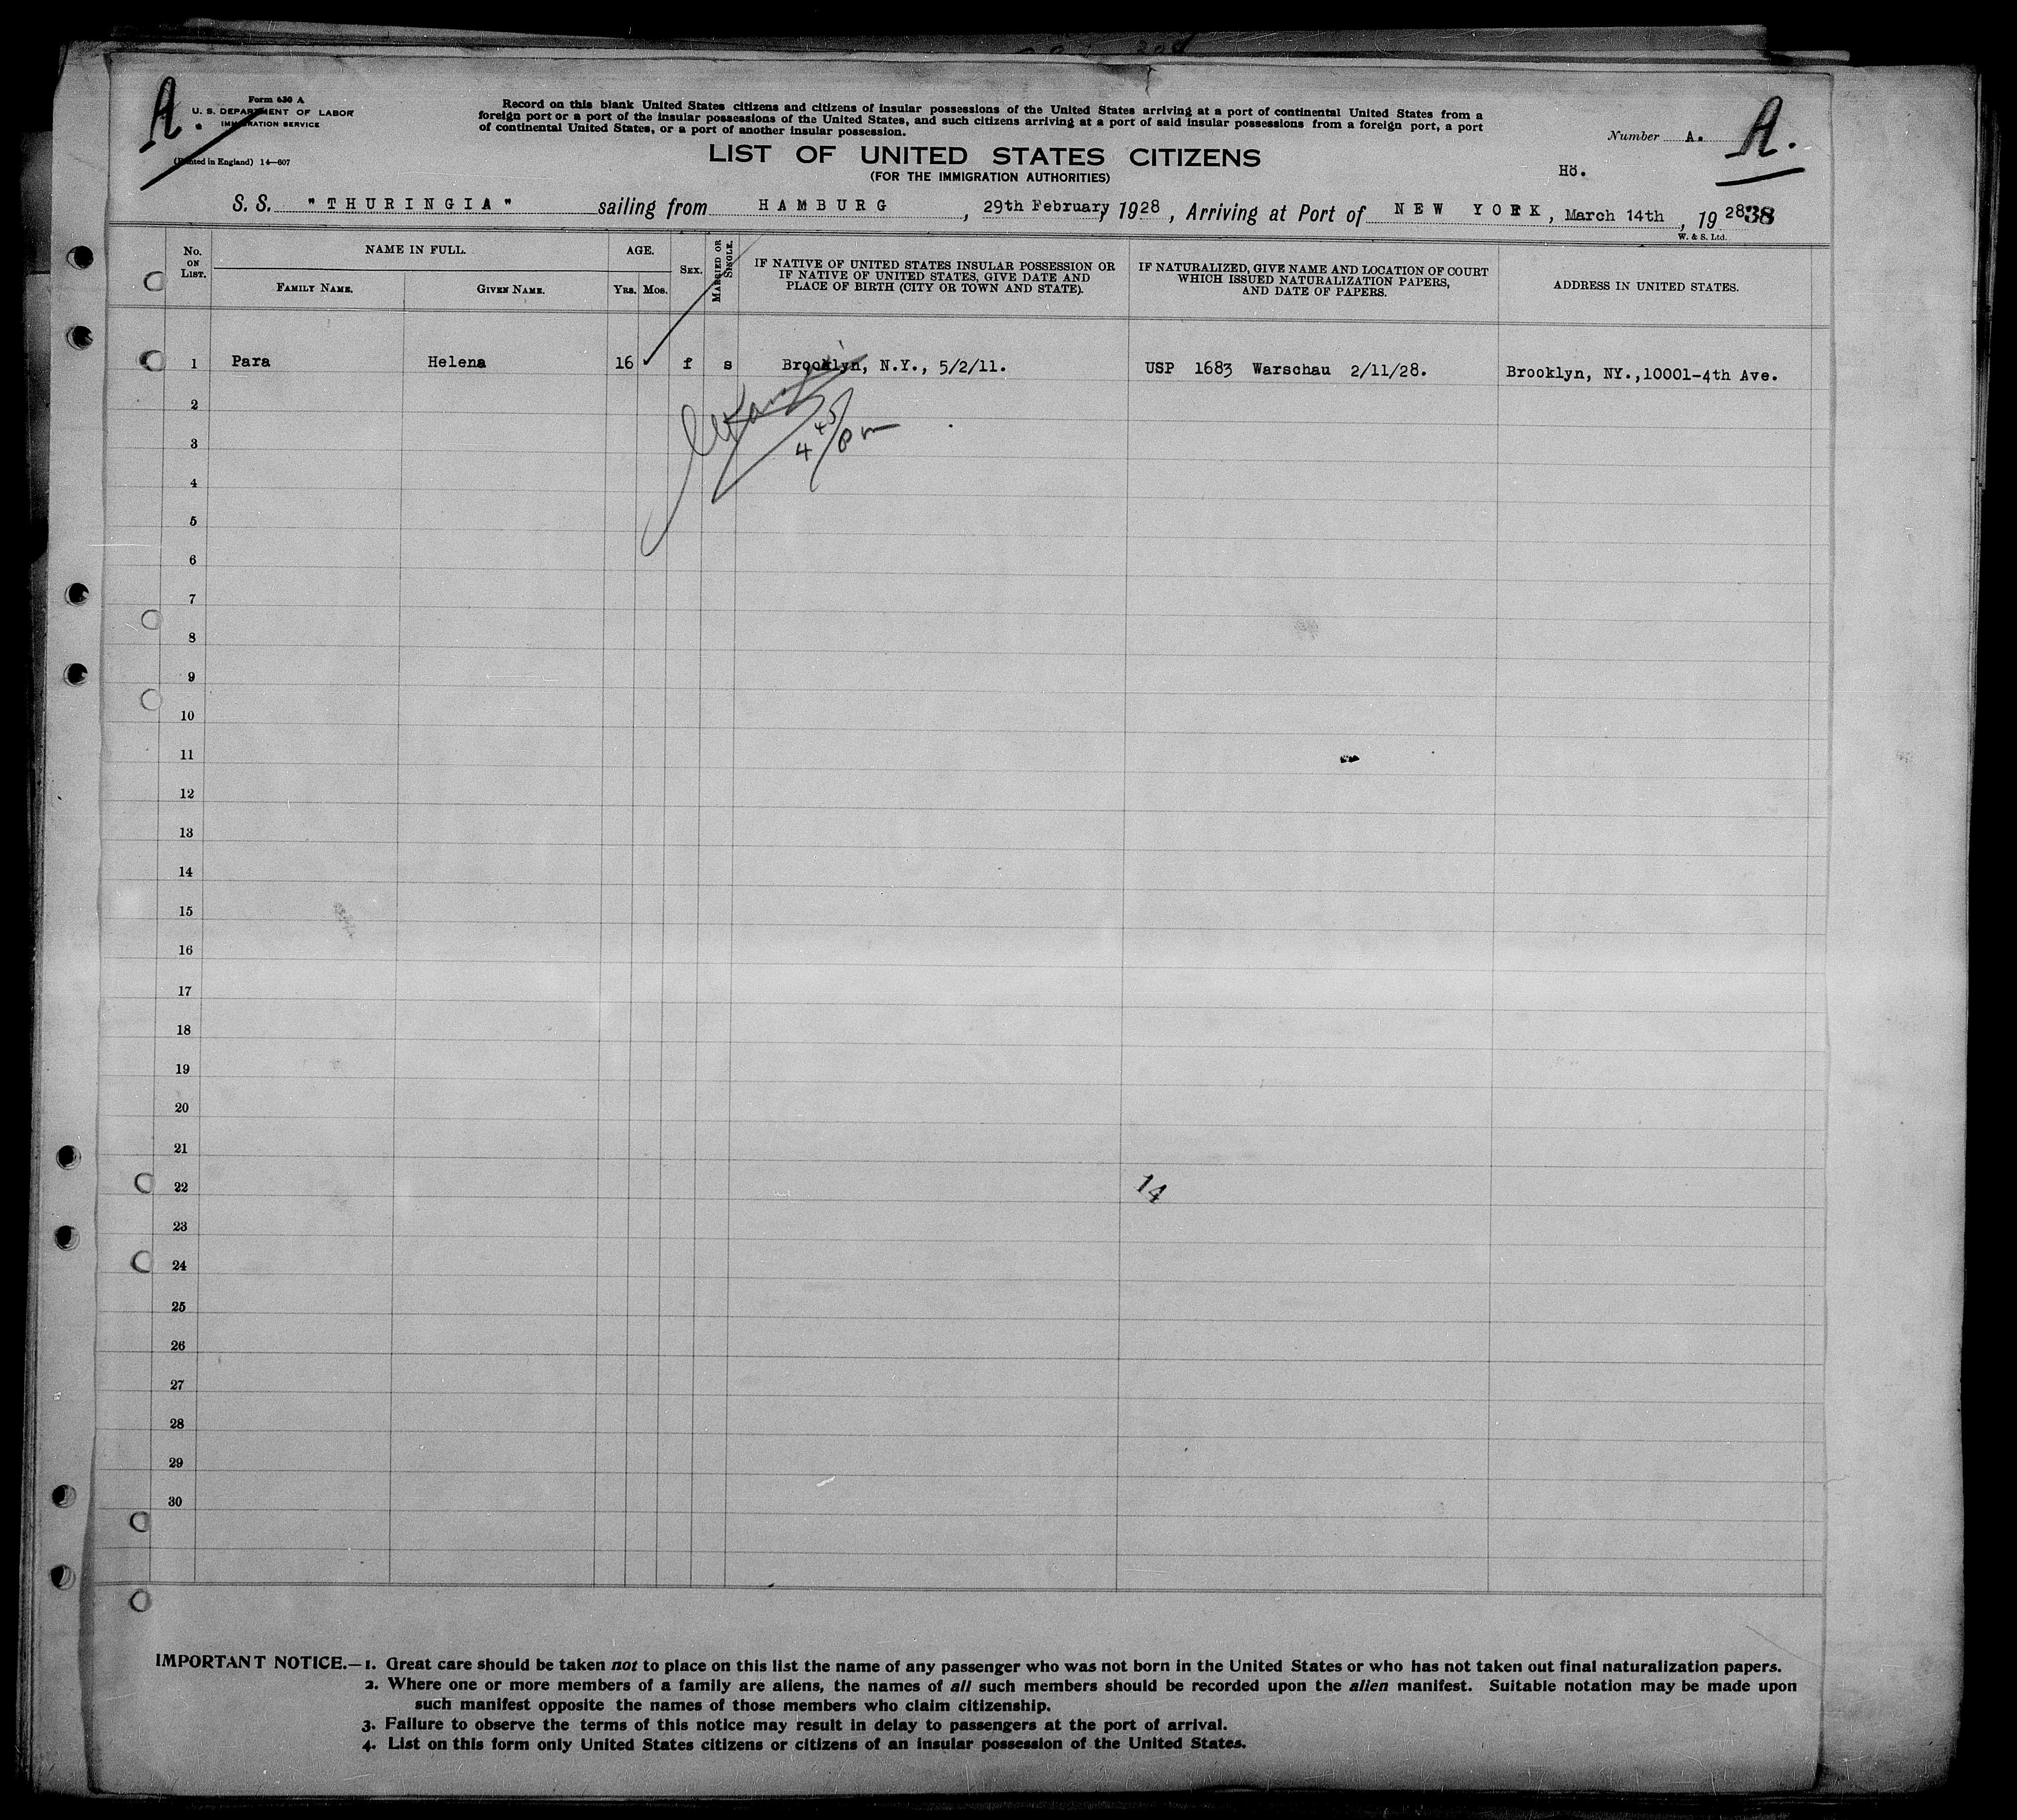 A.
Form 630 A
U. S. DEPARTMENT OF LABOR
IMMIGRATION SERVICE
(Printed in England) 14—607
Record on this blank United States citizens and citizens of insular possessions of the United States arriving at a port of continental United States from a
foreign port or a port of the insular possessions of the United States, and such citizens arriving at a port of said insular possessions from a foreign port, a port
of continental United States, or a port of another insular possession.
LIST OF UNITED STATES CITIZENS
(FOR THE IMMIGRATION AUTHORITIES)
Number A. A.
Hö.
S. S. "THURINGIA" sailing from HAMBURG, 29th February, 1928, Arriving at Port of NEW YORK, March 14th, 1928 38
W. & S. Ltd.
No. ON LIST.
NAME IN FULL.
FAMILY NAME.
GIVEN NAME.
AGE.
YRS. MOS.
SEX.
MARRIED OR SINGLE.
IF NATIVE OF UNITED STATES INSULAR POSSESSION OR
IF NATIVE OF UNITED STATES, GIVE DATE AND
PLACE OF BIRTH (CITY OR TOWN AND STATE).
IF NATURALIZED, GIVE NAME AND LOCATION OF COURT
WHICH ISSUED NATURALIZATION PAPERS,
AND DATE OF PAPERS.
ADDRESS IN UNITED STATES.
1 Para Helena 16 f s Brooklyn, N.Y., 5/2/11. USP 1683 Warschau 2/11/28. Brooklyn, NY.,10001-4th Ave.
2
4 45/pm
3
4
5
6
7
8
9
10
11
12
13
14
15
16
17
18
19
20
21
22 14
23
24
25
26
27
28
29
30
IMPORTANT NOTICE.—1. Great care should be taken not to place on this list the name of any passenger who was not born in the United States or who has not taken out final naturalization papers.
2. Where one or more members of a family are aliens, the names of all such members should be recorded upon the alien manifest. Suitable notation may be made upon
such manifest opposite the names of those members who claim citizenship.
3. Failure to observe the terms of this notice may result in delay to passengers at the port of arrival.
4. List on this form only United States citizens or citizens of an insular possession of the United States.